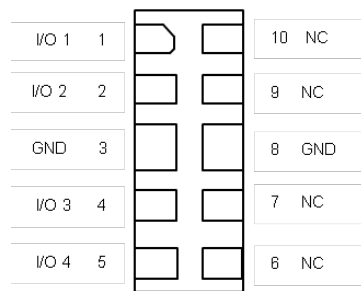 I/O 1 1 10 NC
I/O 2 2 9 NC
GND 3 8 GND
I/O 3 4 7 NC
I/O 4 5 6 NC